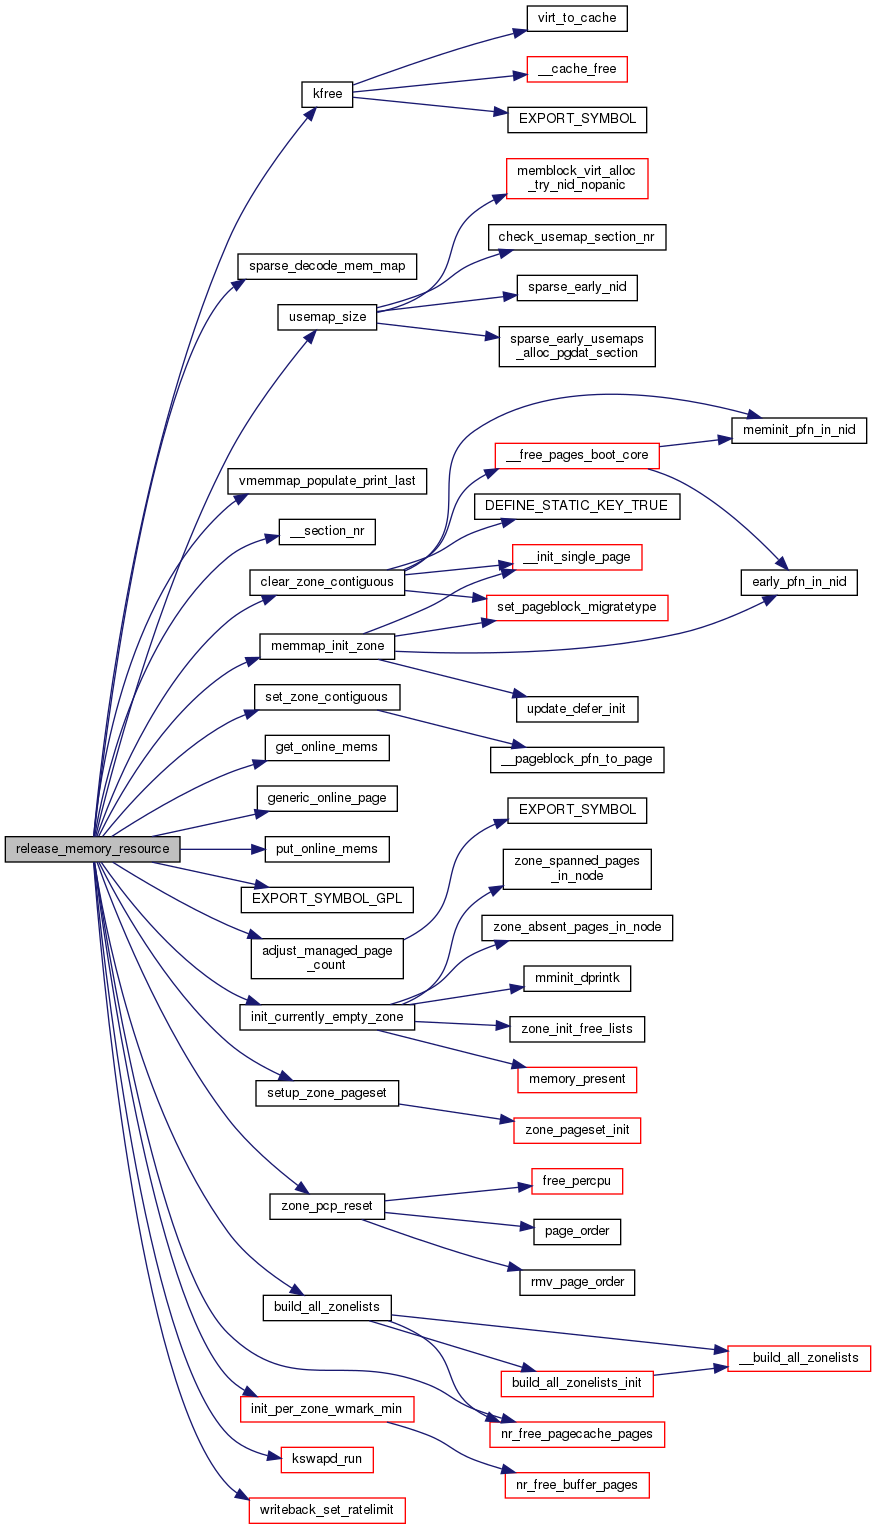 virt_to_cache
__cache_free
kfree
EXPORT_SYMBOL
memblock_virt_alloc
_try_nid_nopanic
check_usemap_section_nr
sparse_decode_mem_map
sparse_early_nid
usemap_size
sparse_early_usemaps
_alloc_pgdat_section
meminit_pfn_in_nid
__free_pages_boot_core
vmemmap_populate_print_last
DEFINE_STATIC_KEY_TRUE
__section_nr
__init_single_page
clear_zone_contiguous
early_pfn_in_nid
set_pageblock_migratetype
memmap_init_zone
set_zone_contiguous
update_defer_init
get_online_mems
__pageblock_pfn_to_page
generic_online_page
EXPORT_SYMBOL
release_memory_resource
put_online_mems
zone_spanned_pages
_in_node
EXPORT_SYMBOL_GPL
zone_absent_pages_in_node
adjust_managed_page
_count
mminit_dprintk
init_currently_empty_zone
zone_init_free_lists
memory_present
setup_zone_pageset
zone_pageset_init
free_percpu
zone_pcp_reset
page_order
rmv_page_order
build_all_zonelists
__build_all_zonelists
build_all_zonelists_init
init_per_zone_wmark_min
nr_free_pagecache_pages
kswapd_run
nr_free_buffer_pages
writeback_set_ratelimit